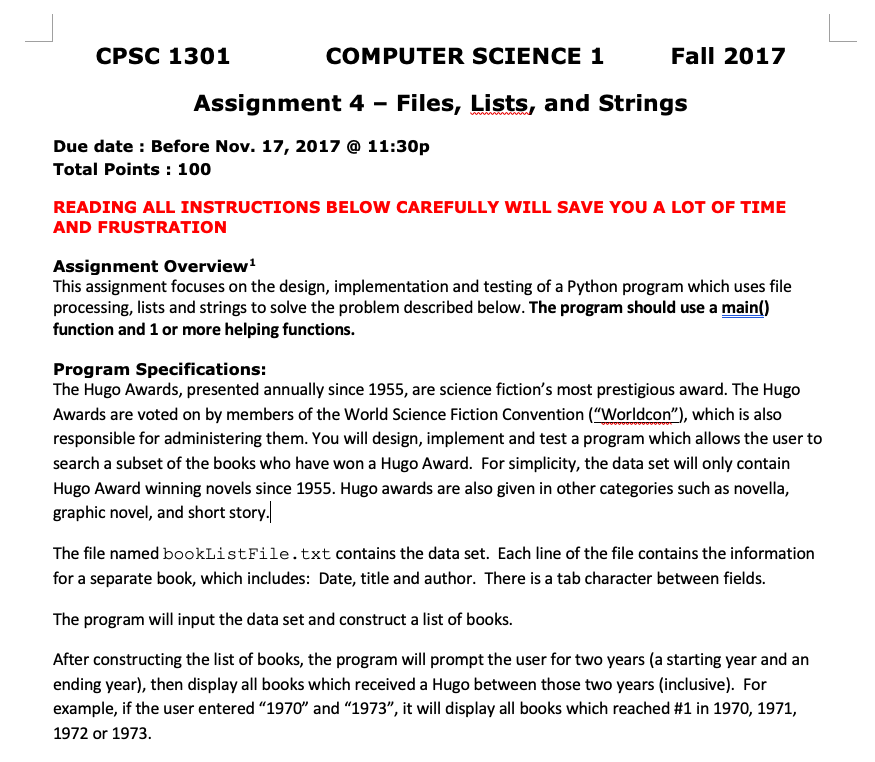 CPSC 1301 COMPUTER SCIENCE 1 Fall 2017
Assignment 4 – Files, Lists, and Strings
Due date : Before Nov. 17, 2017 @ 11:30p
Total Points : 100
READING ALL INSTRUCTIONS BELOW CAREFULLY WILL SAVE YOU A LOT OF TIME
AND FRUSTRATION
Assignment Overview¹
This assignment focuses on the design, implementation and testing of a Python program which uses file
processing, lists and strings to solve the problem described below. The program should use a main()
function and 1 or more helping functions.
Program Specifications:
The Hugo Awards, presented annually since 1955, are science fiction’s most prestigious award. The Hugo
Awards are voted on by members of the World Science Fiction Convention (“Worldcon”), which is also
responsible for administering them. You will design, implement and test a program which allows the user to
search a subset of the books who have won a Hugo Award. For simplicity, the data set will only contain
Hugo Award winning novels since 1955. Hugo awards are also given in other categories such as novella,
graphic novel, and short story.
The file named bookListFile.txt contains the data set. Each line of the file contains the information
for a separate book, which includes: Date, title and author. There is a tab character between fields.
The program will input the data set and construct a list of books.
After constructing the list of books, the program will prompt the user for two years (a starting year and an
ending year), then display all books which received a Hugo between those two years (inclusive). For
example, if the user entered “1970” and “1973”, it will display all books which reached #1 in 1970, 1971,
1972 or 1973.